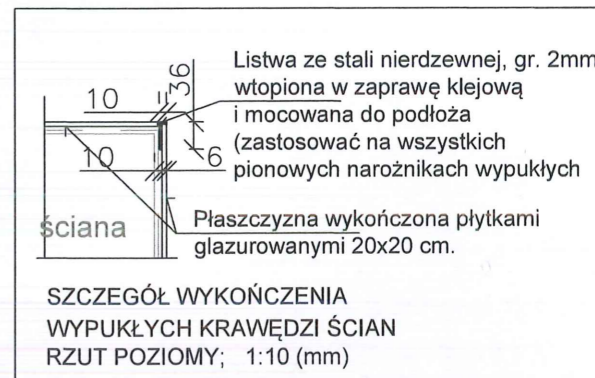 Listwa ze stali nierdzewnej, gr. 2mm
wtopiona w zaprawę klejową
i mocowana do podłoża
(zastosować na wszystkich
pionowych narożnikach wypukłych
10
36
10
6
ściana
Płaszczyzna wykończona płytkami
glazurowanymi 20x20 cm.
SZCZEGÓŁ WYKOŃCZENIA
WYPUKŁYCH KRAWĘDZI ŚCIAN
RZUT POZIOMY; 1:10 (mm)